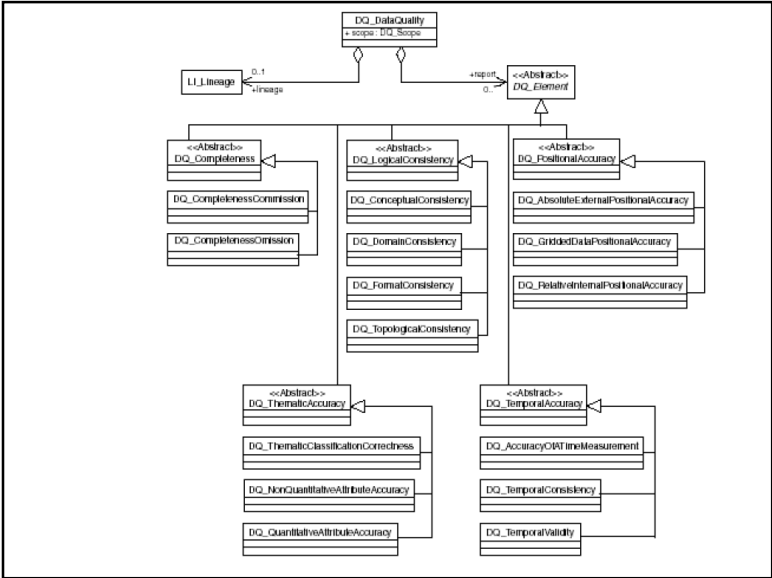 DQ_DataQuality
+ scope : DQ_Scope
LI_Lineage
0..1
+lineage
+report
0..*
<<Abstract>>
DQ_Element
<<Abstract>>
DQ_Completeness
DQ_CompletenessCommission
DQ_CompletenessOmission
<<Abstract>>
DQ_LogicalConsistency
DQ_ConceptualConsistency
DQ_DomainConsistency
DQ_FormatConsistency
DQ_TopologicalConsistency
<<Abstract>>
DQ_PositionalAccuracy
DQ_AbsoluteExternalPositionalAccuracy
DQ_GriddedDataPositionalAccuracy
DQ_RelativeInternalPositionalAccuracy
<<Abstract>>
DQ_ThematicAccuracy
DQ_ThematicClassificationCorrectness
DQ_NonQuantitativeAttributeAccuracy
DQ_QuantitativeAttributeAccuracy
<<Abstract>>
DQ_TemporalAccuracy
DQ_AccuracyOfATimeMeasurement
DQ_TemporalConsistency
DQ_TemporalValidity